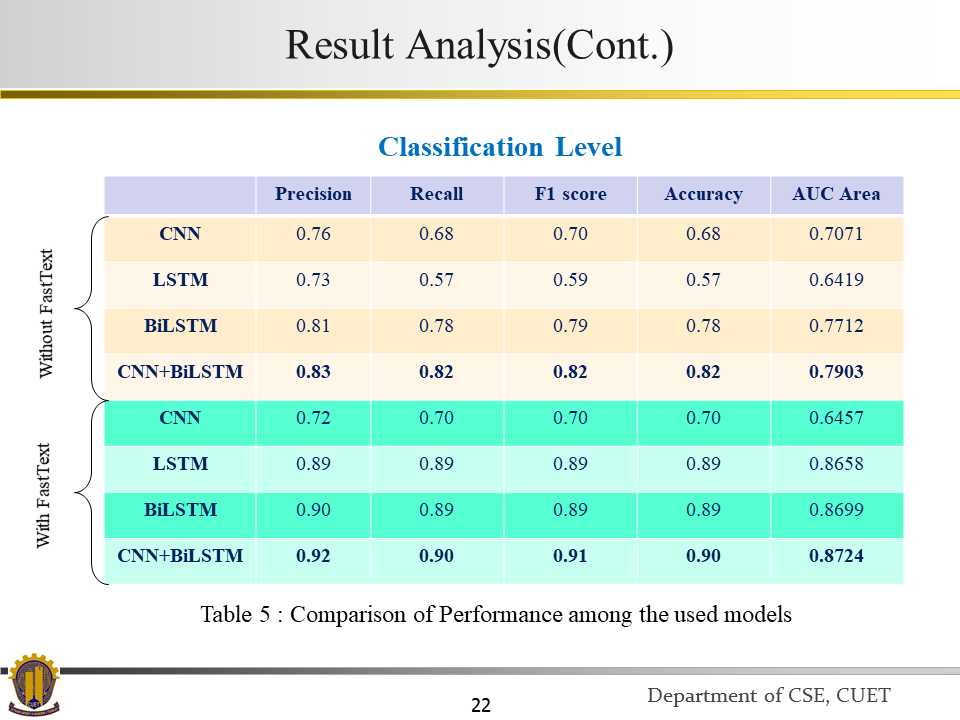 Result Analysis(Cont.)
Classification Level
Precision Recall F1 score Accuracy AUC Area
Without FastText
CNN 0.76 0.68 0.70 0.68 0.7071
LSTM 0.73 0.57 0.59 0.57 0.6419
BiLSTM 0.81 0.78 0.79 0.78 0.7712
CNN+BiLSTM 0.83 0.82 0.82 0.82 0.7903
With FastText
CNN 0.72 0.70 0.70 0.70 0.6457
LSTM 0.89 0.89 0.89 0.89 0.8658
BiLSTM 0.90 0.89 0.89 0.89 0.8699
CNN+BiLSTM 0.92 0.90 0.91 0.90 0.8724
Table 5 : Comparison of Performance among the used models
CUET
22
Department of CSE, CUET